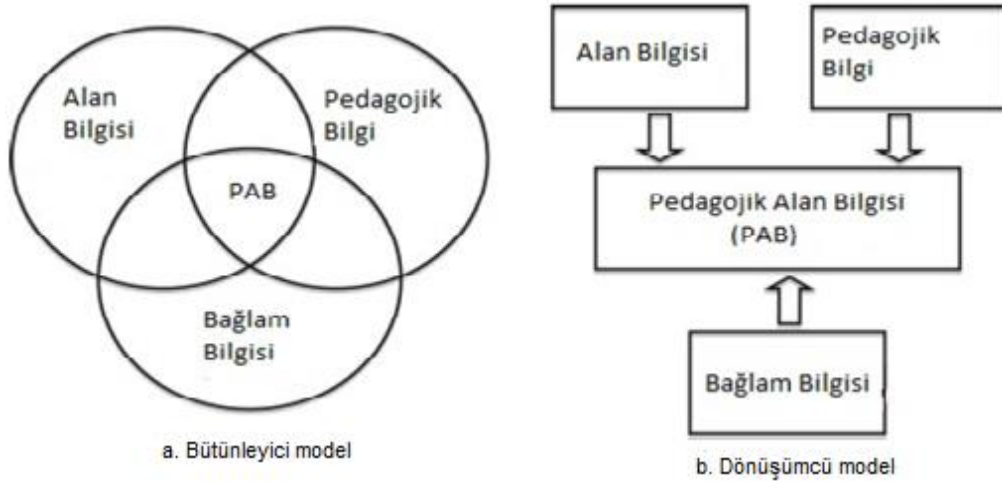 Alan
Bilgisi
Pedagojik
Bilgi
PAB
Bağlam
Bilgisi
a. Bütünleyici model
Alan Bilgisi
Pedagojik
Bilgi
Pedagojik Alan Bilgisi
(PAB)
Bağlam Bilgisi
b. Dönüşümcü model